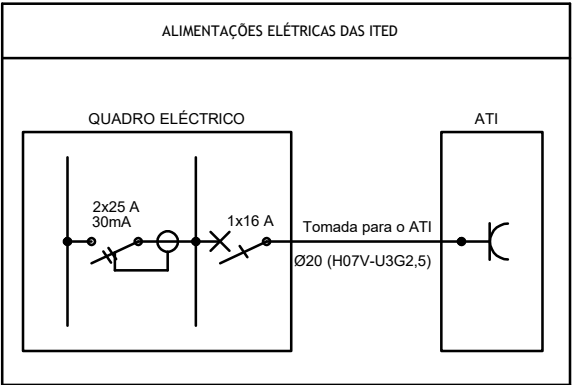 ALIMENTAÇÕES ELÉTRICAS DAS ITED
QUADRO ELÉCTRICO
ATI
2x25 A
30mA
1x16 A
Tomada para o ATI
Ø20 (H07V-U3G2,5)